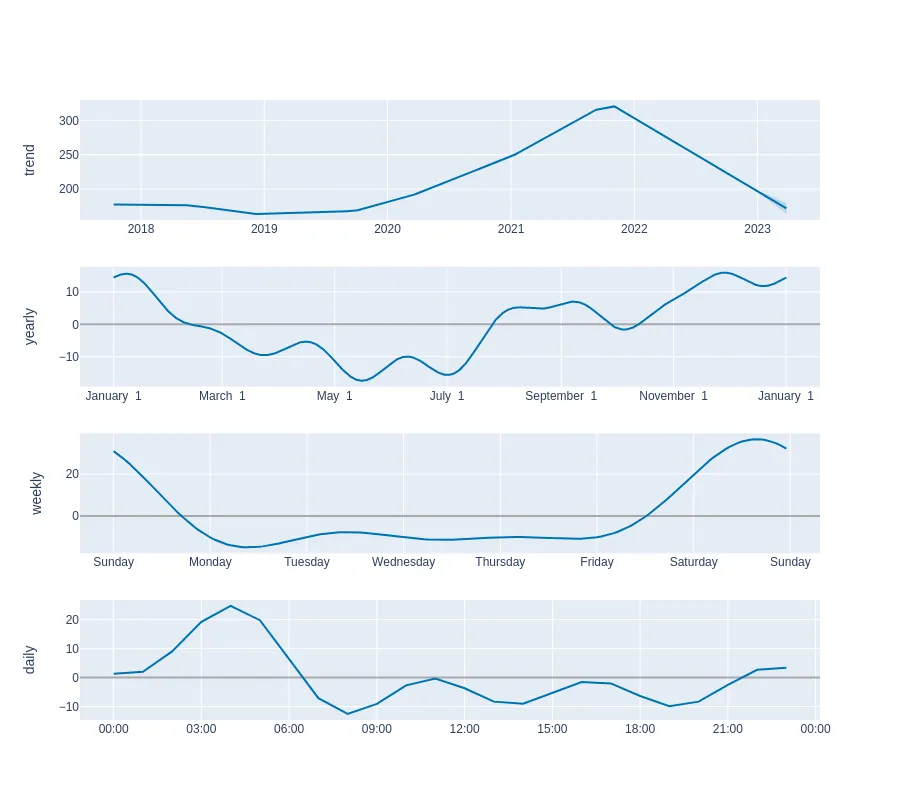 trend
300
250
200
2018 2019 2020 2021 2022 2023
yearly
10
0
−10
January 1 March 1 May 1 July 1 September 1 November 1 January 1
weekly
20
0
Sunday Monday Tuesday Wednesday Thursday Friday Saturday Sunday
daily
20
10
0
−10
00:00 03:00 06:00 09:00 12:00 15:00 18:00 21:00 00:00